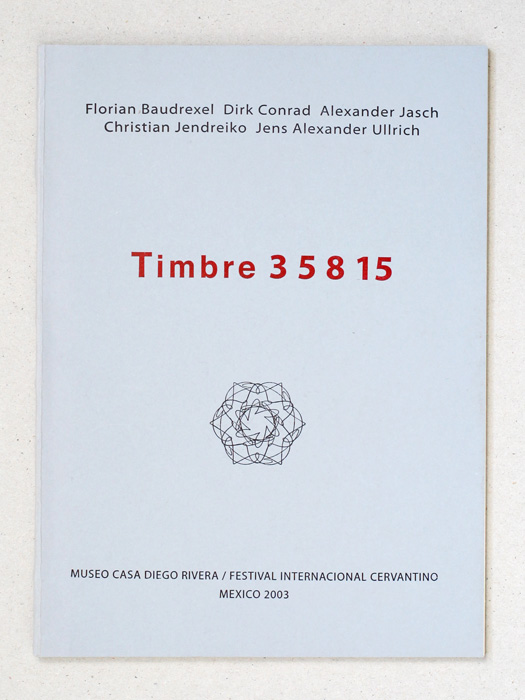 Florian Baudrexel Dirk Conrad Alexander Jasch
Christian Jendreiko Jens Alexander Ullrich
Timbre 3 5 8 15
MUSEO CASA DIEGO RIVERA / FESTIVAL INTERNACIONAL CERVANTINO
MEXICO 2003